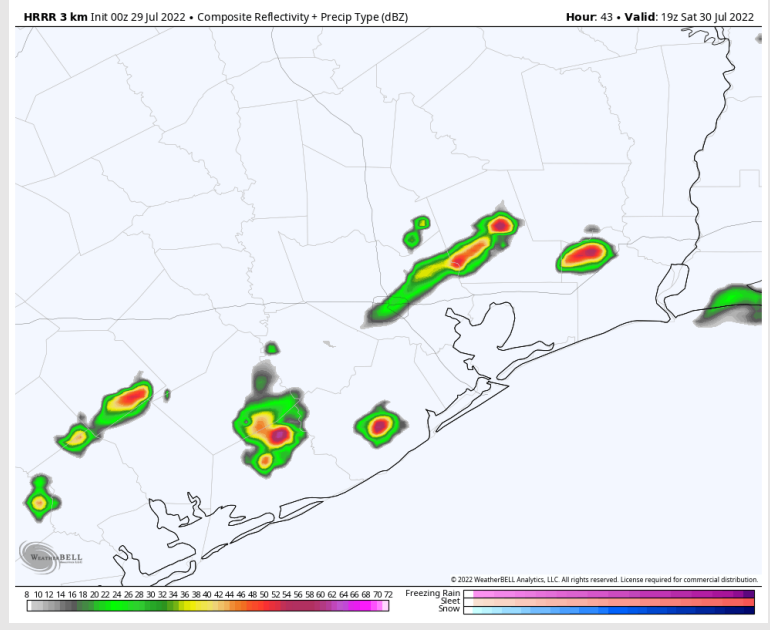 HRRR 3 km Init 00z 29 Jul 2022 • Composite Reflectivity + Precip Type (dBZ) Hour: 43 • Valid: 19z Sat 30 Jul 2022
WEATHERBELL
© 2022 WeatherBELL Analytics, LLC. All rights reserved. License required for commercial distribution.
8 10 12 14 16 18 20 22 24 26 28 30 32 34 36 38 40 42 44 46 48 50 52 54 56 58 60 62 64 66 68 70 72
Freezing Rain
Sleet
Snow